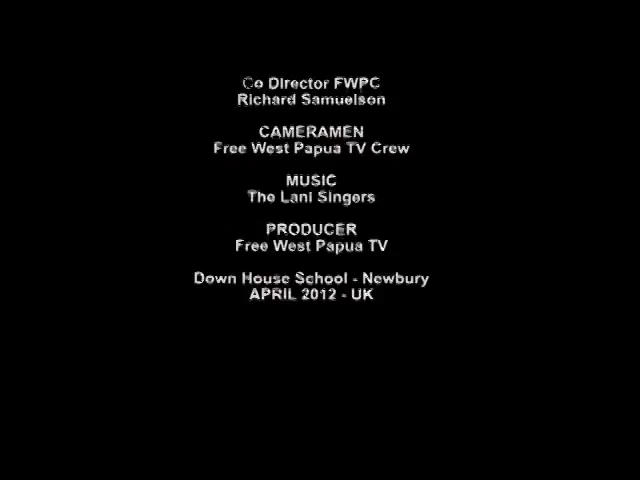 Co Director FWPC
Richard Samuelson
CAMERAMEN
Free West Papua TV Crew
MUSIC
The Lani Singers
PRODUCER
Free West Papua TV
Down House School - Newbury
APRIL 2012 - UK